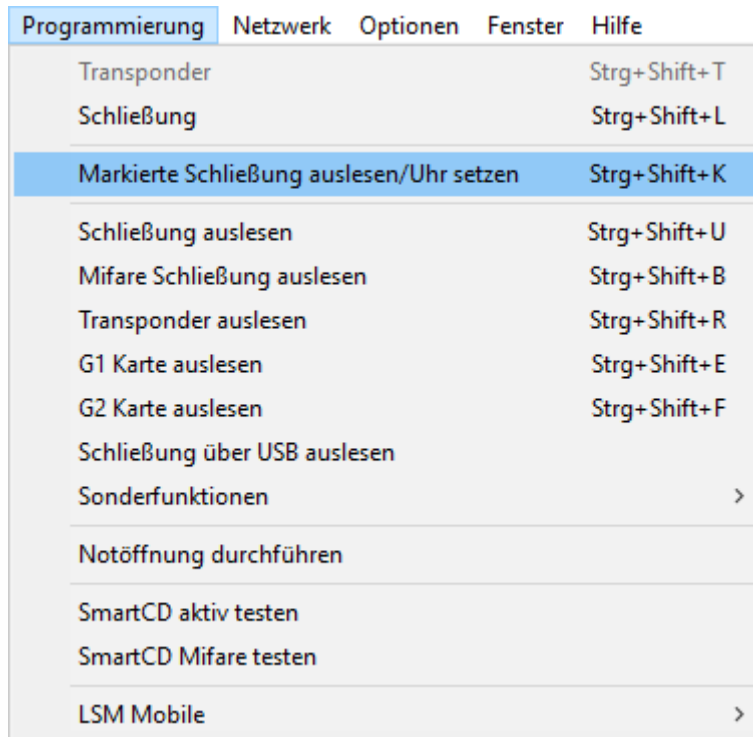 Programmierung Netzwerk Optionen Fenster Hilfe
Transponder Strg+Shift+T
Schließung Strg+Shift+L
Markierte Schließung auslesen/Uhr setzen Strg+Shift+K
Schließung auslesen Strg+Shift+U
Mifare Schließung auslesen Strg+Shift+B
Transponder auslesen Strg+Shift+R
G1 Karte auslesen Strg+Shift+E
G2 Karte auslesen Strg+Shift+F
Schließung über USB auslesen
Sonderfunktionen
Notöffnung durchführen
SmartCD aktiv testen
SmartCD Mifare testen
LSM Mobile